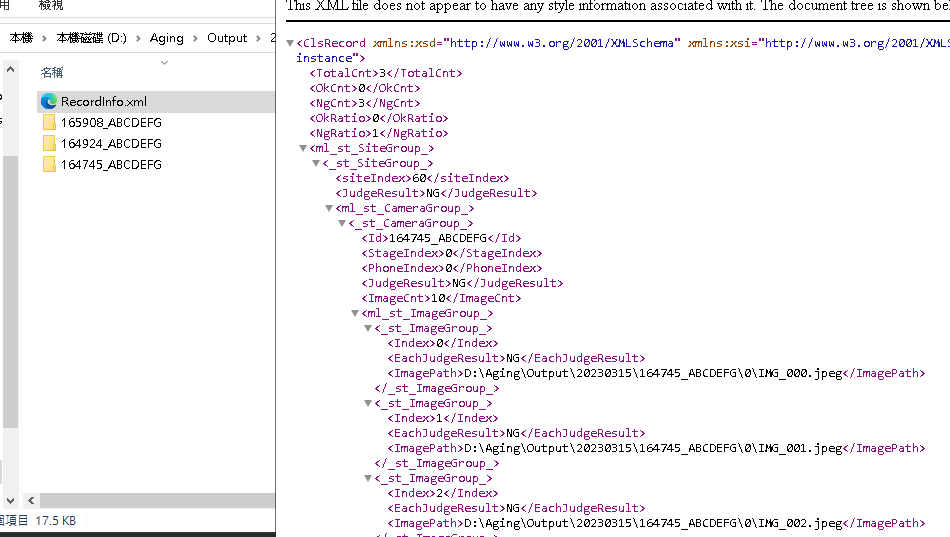 用 檢視
本機 > 本機磁碟 (D:) > Aging > Output > 2
名稱
RecordInfo.xml
165908_ABCDEFG
164924_ABCDEFG
164745_ABCDEFG
固項目 17.5 KB
This XML file does not appear to have any style information associated with it. The document tree is shown be
<ClsRecord xmlns:xsd="http://www.w3.org/2001/XMLSchema" xmlns:xsi="http://www.w3.org/2001/XMLS
instance">
<TotalCnt>3</TotalCnt>
<OkCnt>0</OkCnt>
<NgCnt>3</NgCnt>
<OkRatio>0</OkRatio>
<NgRatio>1</NgRatio>
<ml_st_SiteGroup_>
<_st_SiteGroup_>
<siteIndex>60</siteIndex>
<JudgeResult>NG</JudgeResult>
<ml_st_CameraGroup_>
<_st_CameraGroup_>
<Id>164745_ABCDEFG</Id>
<StageIndex>0</StageIndex>
<PhoneIndex>0</PhoneIndex>
<JudgeResult>NG</JudgeResult>
<ImageCnt>10</ImageCnt>
<ml_st_ImageGroup_>
<_st_ImageGroup_>
<Index>0</Index>
<EachJudgeResult>NG</EachJudgeResult>
<ImagePath>D:\Aging\Output\20230315\164745_ABCDEFG\0\IMG_000.jpeg</ImagePath>
</_st_ImageGroup_>
<_st_ImageGroup_>
<Index>1</Index>
<EachJudgeResult>NG</EachJudgeResult>
<ImagePath>D:\Aging\Output\20230315\164745_ABCDEFG\0\IMG_001.jpeg</ImagePath>
</_st_ImageGroup_>
<_st_ImageGroup_>
<Index>2</Index>
<EachJudgeResult>NG</EachJudgeResult>
<ImagePath>D:\Aging\Output\20230315\164745_ABCDEFG\0\IMG_002.jpeg</ImagePath>
</_st_ImageGroup_>